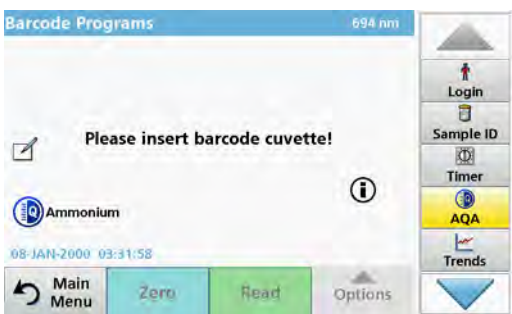 Barcode Programs 694 nm
Please insert barcode cuvette!
Ammonium
08-JAN-2000 03:31:58
Main
Menu
Zero
Read
Options
Login
Sample ID
Timer
AQA
Trends